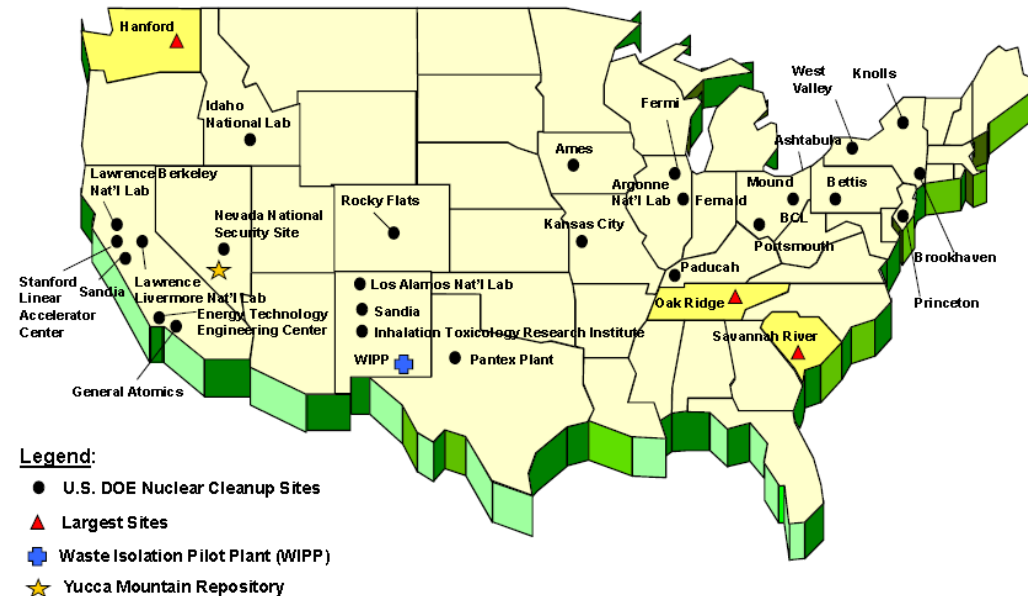 Hanford
Idaho
National Lab
Lawrence Berkeley
Nat'l Lab
Nevada National
Security Site
Stanford
Linear
Accelerator
Center
Sandia
Lawrence
Livermore Nat'l Lab
Energy Technology
Engineering Center
General Atomics
Rocky Flats
Los Alamos Nat'l Lab
Sandia
Inhalation Toxicology Research Institute
WIPP
Pantex Plant
Ames
Kansas City
Fermi
Argonne
Nat'l Lab
Fernald
Paducah
Mound
BCL
Portsmouth
Ashtabula
Bettis
West
Valley
Knolls
Brookhaven
Princeton
Oak Ridge
Savannah River
Legend:
U.S. DOE Nuclear Cleanup Sites
Largest Sites
Waste Isolation Pilot Plant (WIPP)
Yucca Mountain Repository